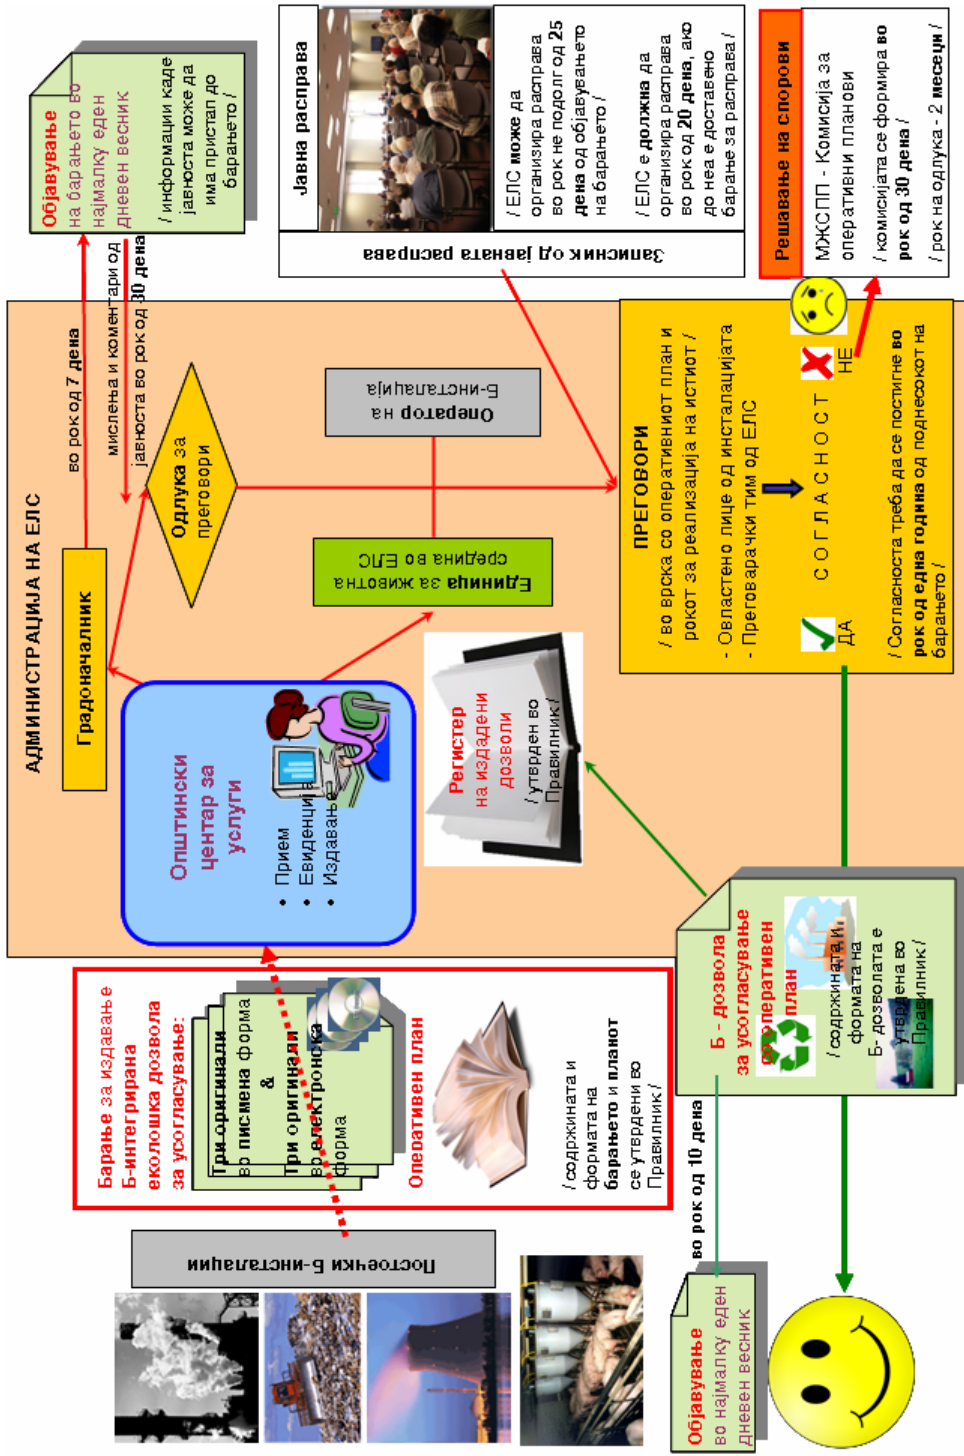 АДМИНИСТРАЦИЈА НА ЕЛС
Постоечки Б-инсталации
Барање за издавање
Б-интегрирана
еколошка дозвола
за усогласување:
Три оригинали
во писмена форма
&
Три оригинали
во електронска
форма
Оперативен план
/ содржината и
формата на
барањето и планот
се утврдени во
Правилник /
Општински
центар за
услуги
• Прием
• Евиденција
• Издавање
Градоначалник
во рок од 7 дена
Објавување
на барањето во
најмалку еден
дневен весник
/ информации каде
јавноста може да
има пристап до
барањето /
мислења и коментари од
јавноста во рок од 30 дена
Одлука за
преговори
Единица за животна
средина во ЕЛС
Оператор на
Б-инсталација
Јавна расправа
/ ЕЛС може да
организира расправа
во рок не подолг од 25
дена од објавувањето
на барањето /
/ ЕЛС е должна да
организира расправа
во рок од 20 дена, ако
до неа е доставено
барање за расправа /
Записник од јавната расправа
ПРЕГОВОРИ
/ во врска со оперативниот план и
рокот за реализација на истиот /
- Овластено лице од инсталацијата
- Преговарачки тим од ЕЛС
СОГЛАСНОСТ
ДА
НЕ
/ Согласноста треба да се постигне во
рок од една година од поднесокот на
барањето /
Решавање на спорови
МЖСПП - Комисија за
оперативни планови
/ комисијата се формира во
рок од 30 дена /
/ рок на одлука - 2 месеци /
Регистер
на издадени
дозволи
/ утврден во
Правилник /
Б - дозвола
за усогласување
со оперативен
план
/ содржината и
формата на
Б- дозволата е
утврдена во
Правилник /
во рок од 10 дена
Објавување
во најмалку еден
дневен весник